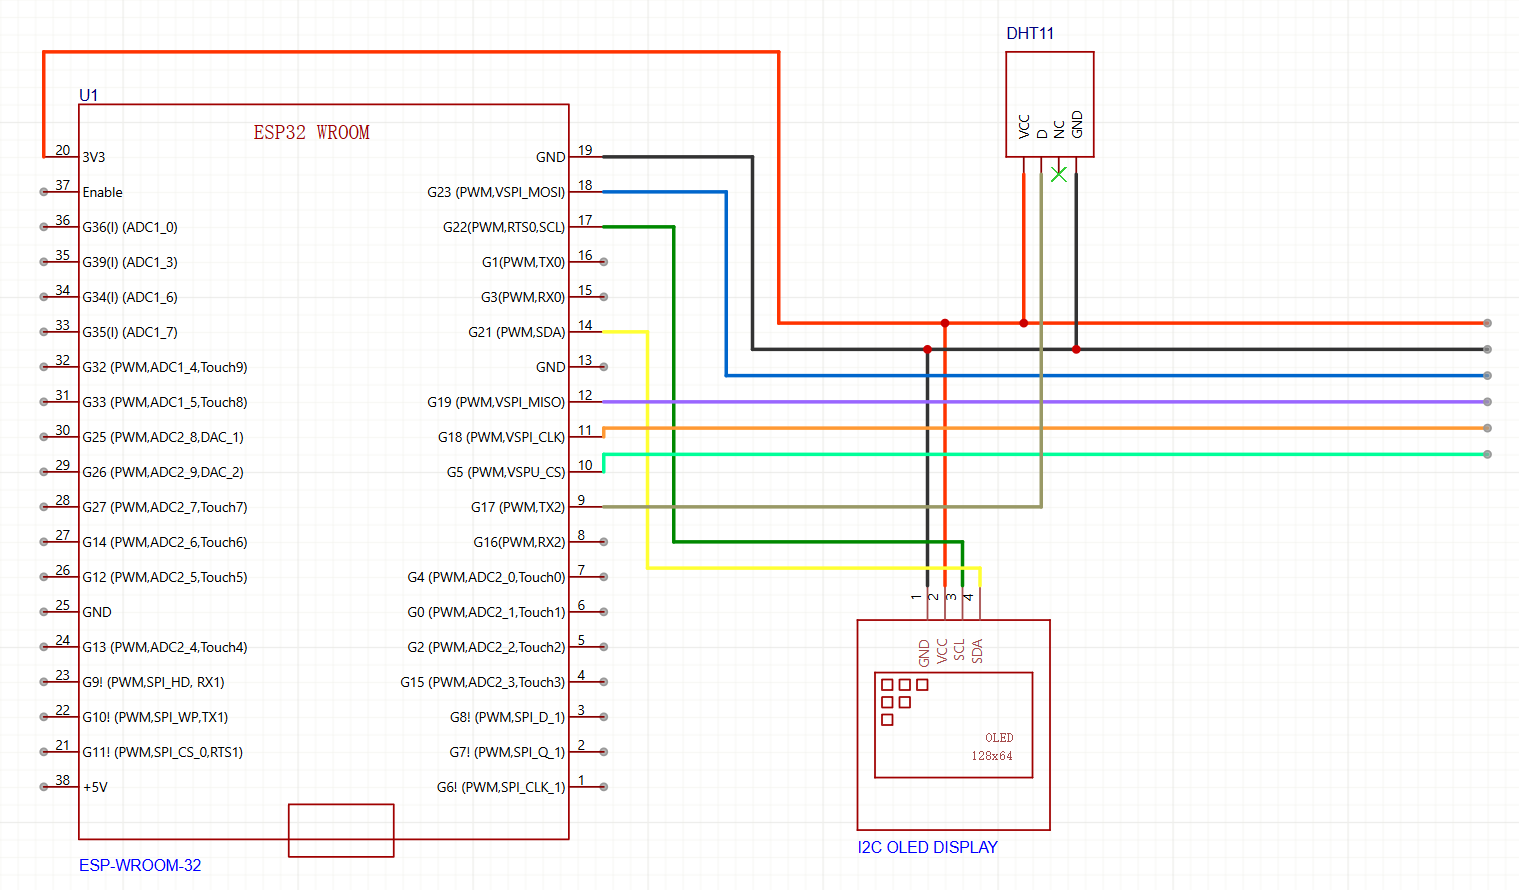 DHT11
VCC
D
NC
GND
U1
ESP32 WROOM
20 3V3
37 Enable
36 G36(I) (ADC1_0)
35 G39(I) (ADC1_3)
34 G34(I) (ADC1_6)
33 G35(I) (ADC1_7)
32 G32 (PWM,ADC1_4,Touch9)
31 G33 (PWM,ADC1_5,Touch8)
30 G25 (PWM,ADC2_8,DAC_1)
29 G26 (PWM,ADC2_9,DAC_2)
28 G27 (PWM,ADC2_7,Touch7)
27 G14 (PWM,ADC2_6,Touch6)
26 G12 (PWM,ADC2_5,Touch5)
25 GND
24 G13 (PWM,ADC2_4,Touch4)
23 G9! (PWM,SPI_HD, RX1)
22 G10! (PWM,SPI_WP,TX1)
21 G11! (PWM,SPI_CS_0,RTS1)
38 +5V
GND 19
G23 (PWM,VSPI_MOSI) 18
G22(PWM,RTS0,SCL) 17
G1(PWM,TX0) 16
G3(PWM,RX0) 15
G21 (PWM,SDA) 14
GND 13
G19 (PWM,VSPI_MISO) 12
G18 (PWM,VSPI_CLK) 11
G5 (PWM,VSPU_CS) 10
G17 (PWM,TX2) 9
G16(PWM,RX2) 8
G4 (PWM,ADC2_0,Touch0) 7
G0 (PWM,ADC2_1,Touch1) 6
G2 (PWM,ADC2_2,Touch2) 5
G15 (PWM,ADC2_3,Touch3) 4
G8! (PWM,SPI_D_1) 3
G7! (PWM,SPI_Q_1) 2
G6! (PWM,SPI_CLK_1) 1
ESP-WROOM-32
1
2
3
4
GND
VCC
SCL
SDA
OLED
128x64
I2C OLED DISPLAY